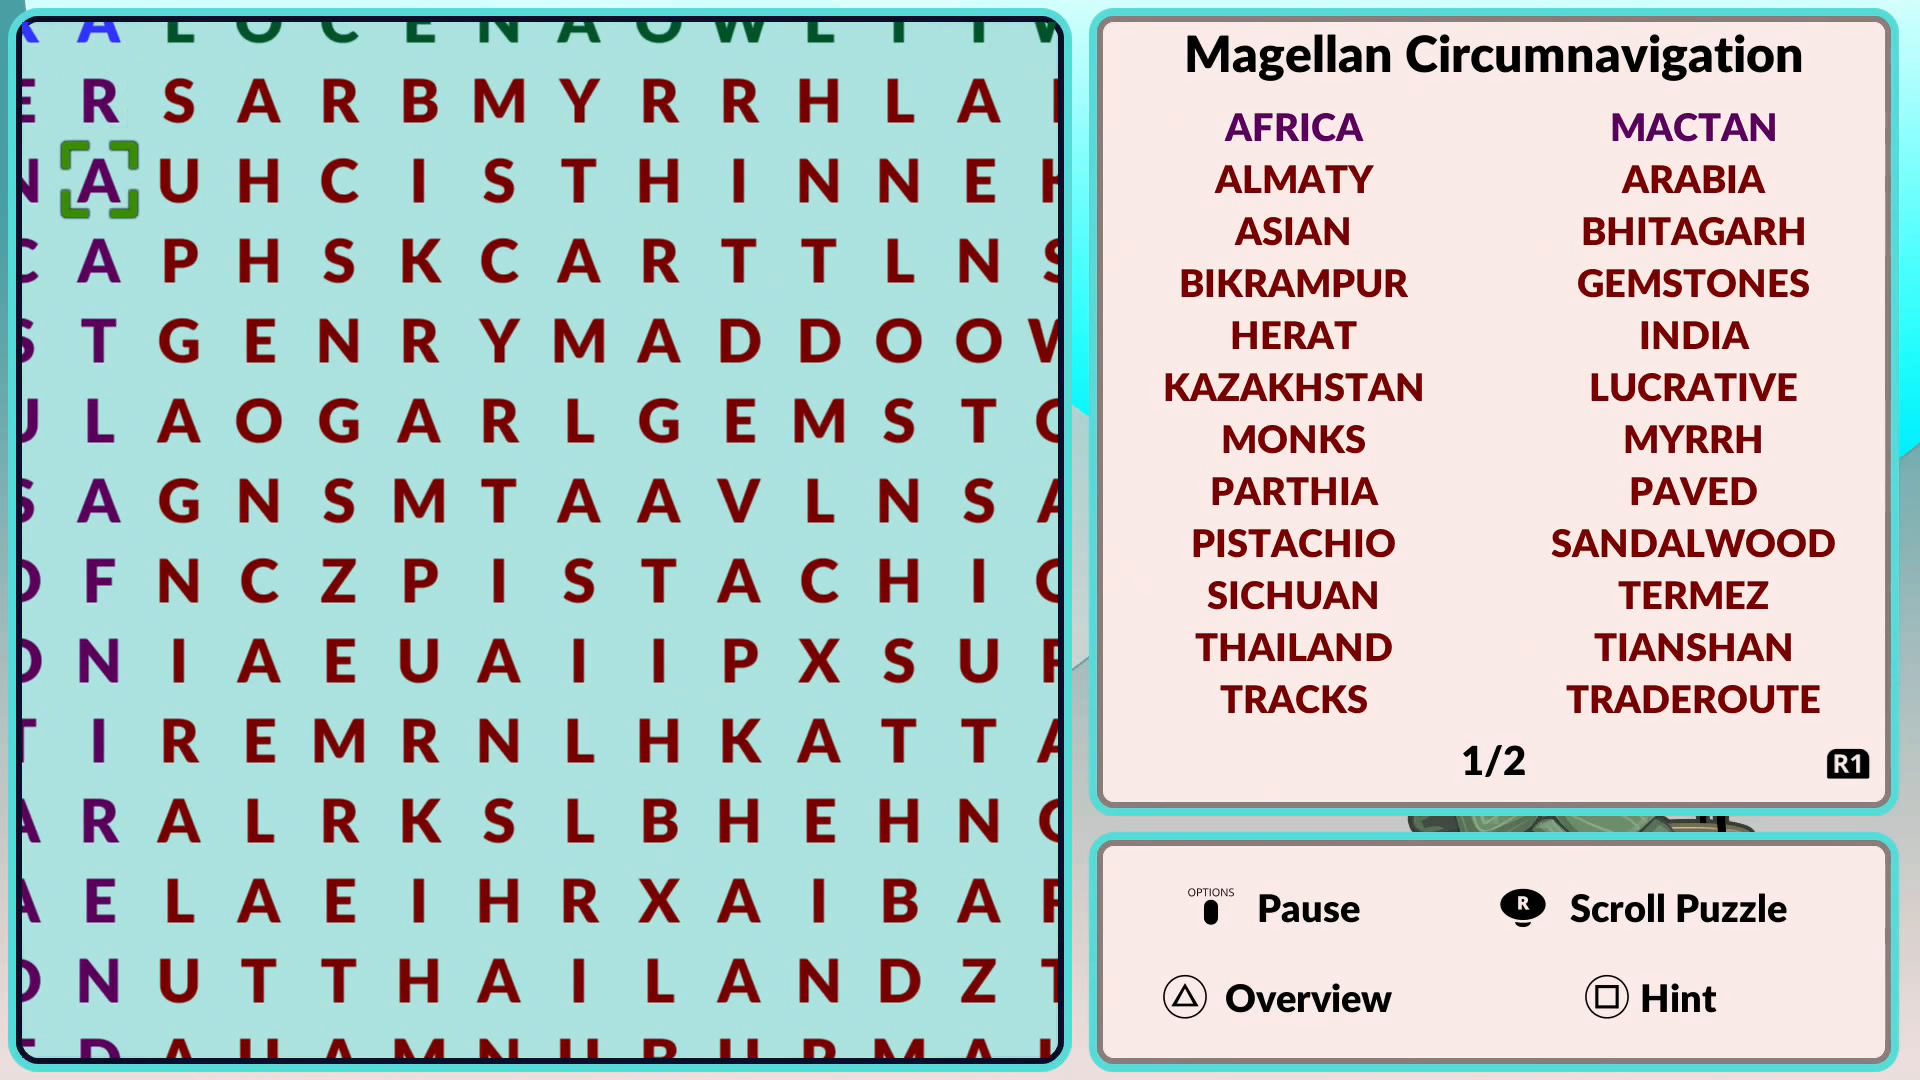 A L O C E N A O W L T I V
E R S A R B M Y R R H L A
N A U H C I S T H I N N E K
C A P H S K C A R T T L N S
S T G E N R Y M A D D O O W
U L A O G A R L G E M S T O
S A G N S M T A A V L N S A
O F N C Z P I S T A C H I O
O N I A E U A I I P X S U
T I R E M R N L H K A T T A
A R A L R K S L B H E H N O
A E L A E I H R X A I B A R
O N U T T H A I L A N D Z T
D A U A M N U B U R M A
Magellan Circumnavigation
AFRICA MACTAN
ALMATY ARABIA
ASIAN BHITAGARH
BIKRAMPUR GEMSTONES
HERAT INDIA
KAZAKHSTAN LUCRATIVE
MONKS MYRRH
PARTHIA PAVED
PISTACHIO SANDALWOOD
SICHUAN TERMEZ
THAILAND TIANSHAN
TRACKS TRADEROUTE
1/2 R1
OPTIONS Pause R Scroll Puzzle
Overview Hint